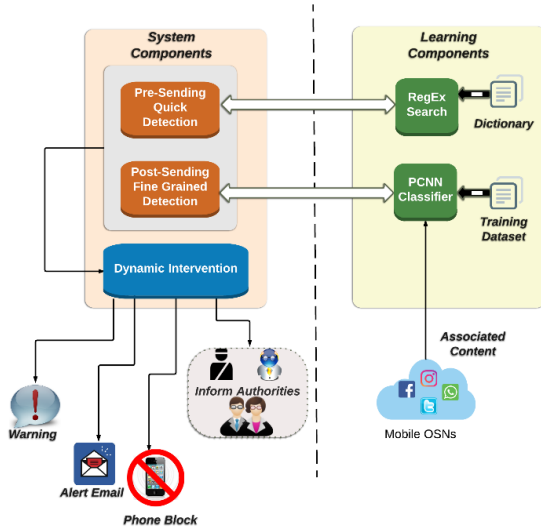 System
Components
Learning
Components
Pre-Sending
Quick
Detection
RegEx
Search
Dictionary
Post-Sending
Fine Grained
Detection
PCNN
Classifier
Training
Dataset
Dynamic Intervention
Associated
Content
Inform Authorities
Mobile OSNs
Warning
Alert Email
Phone Block